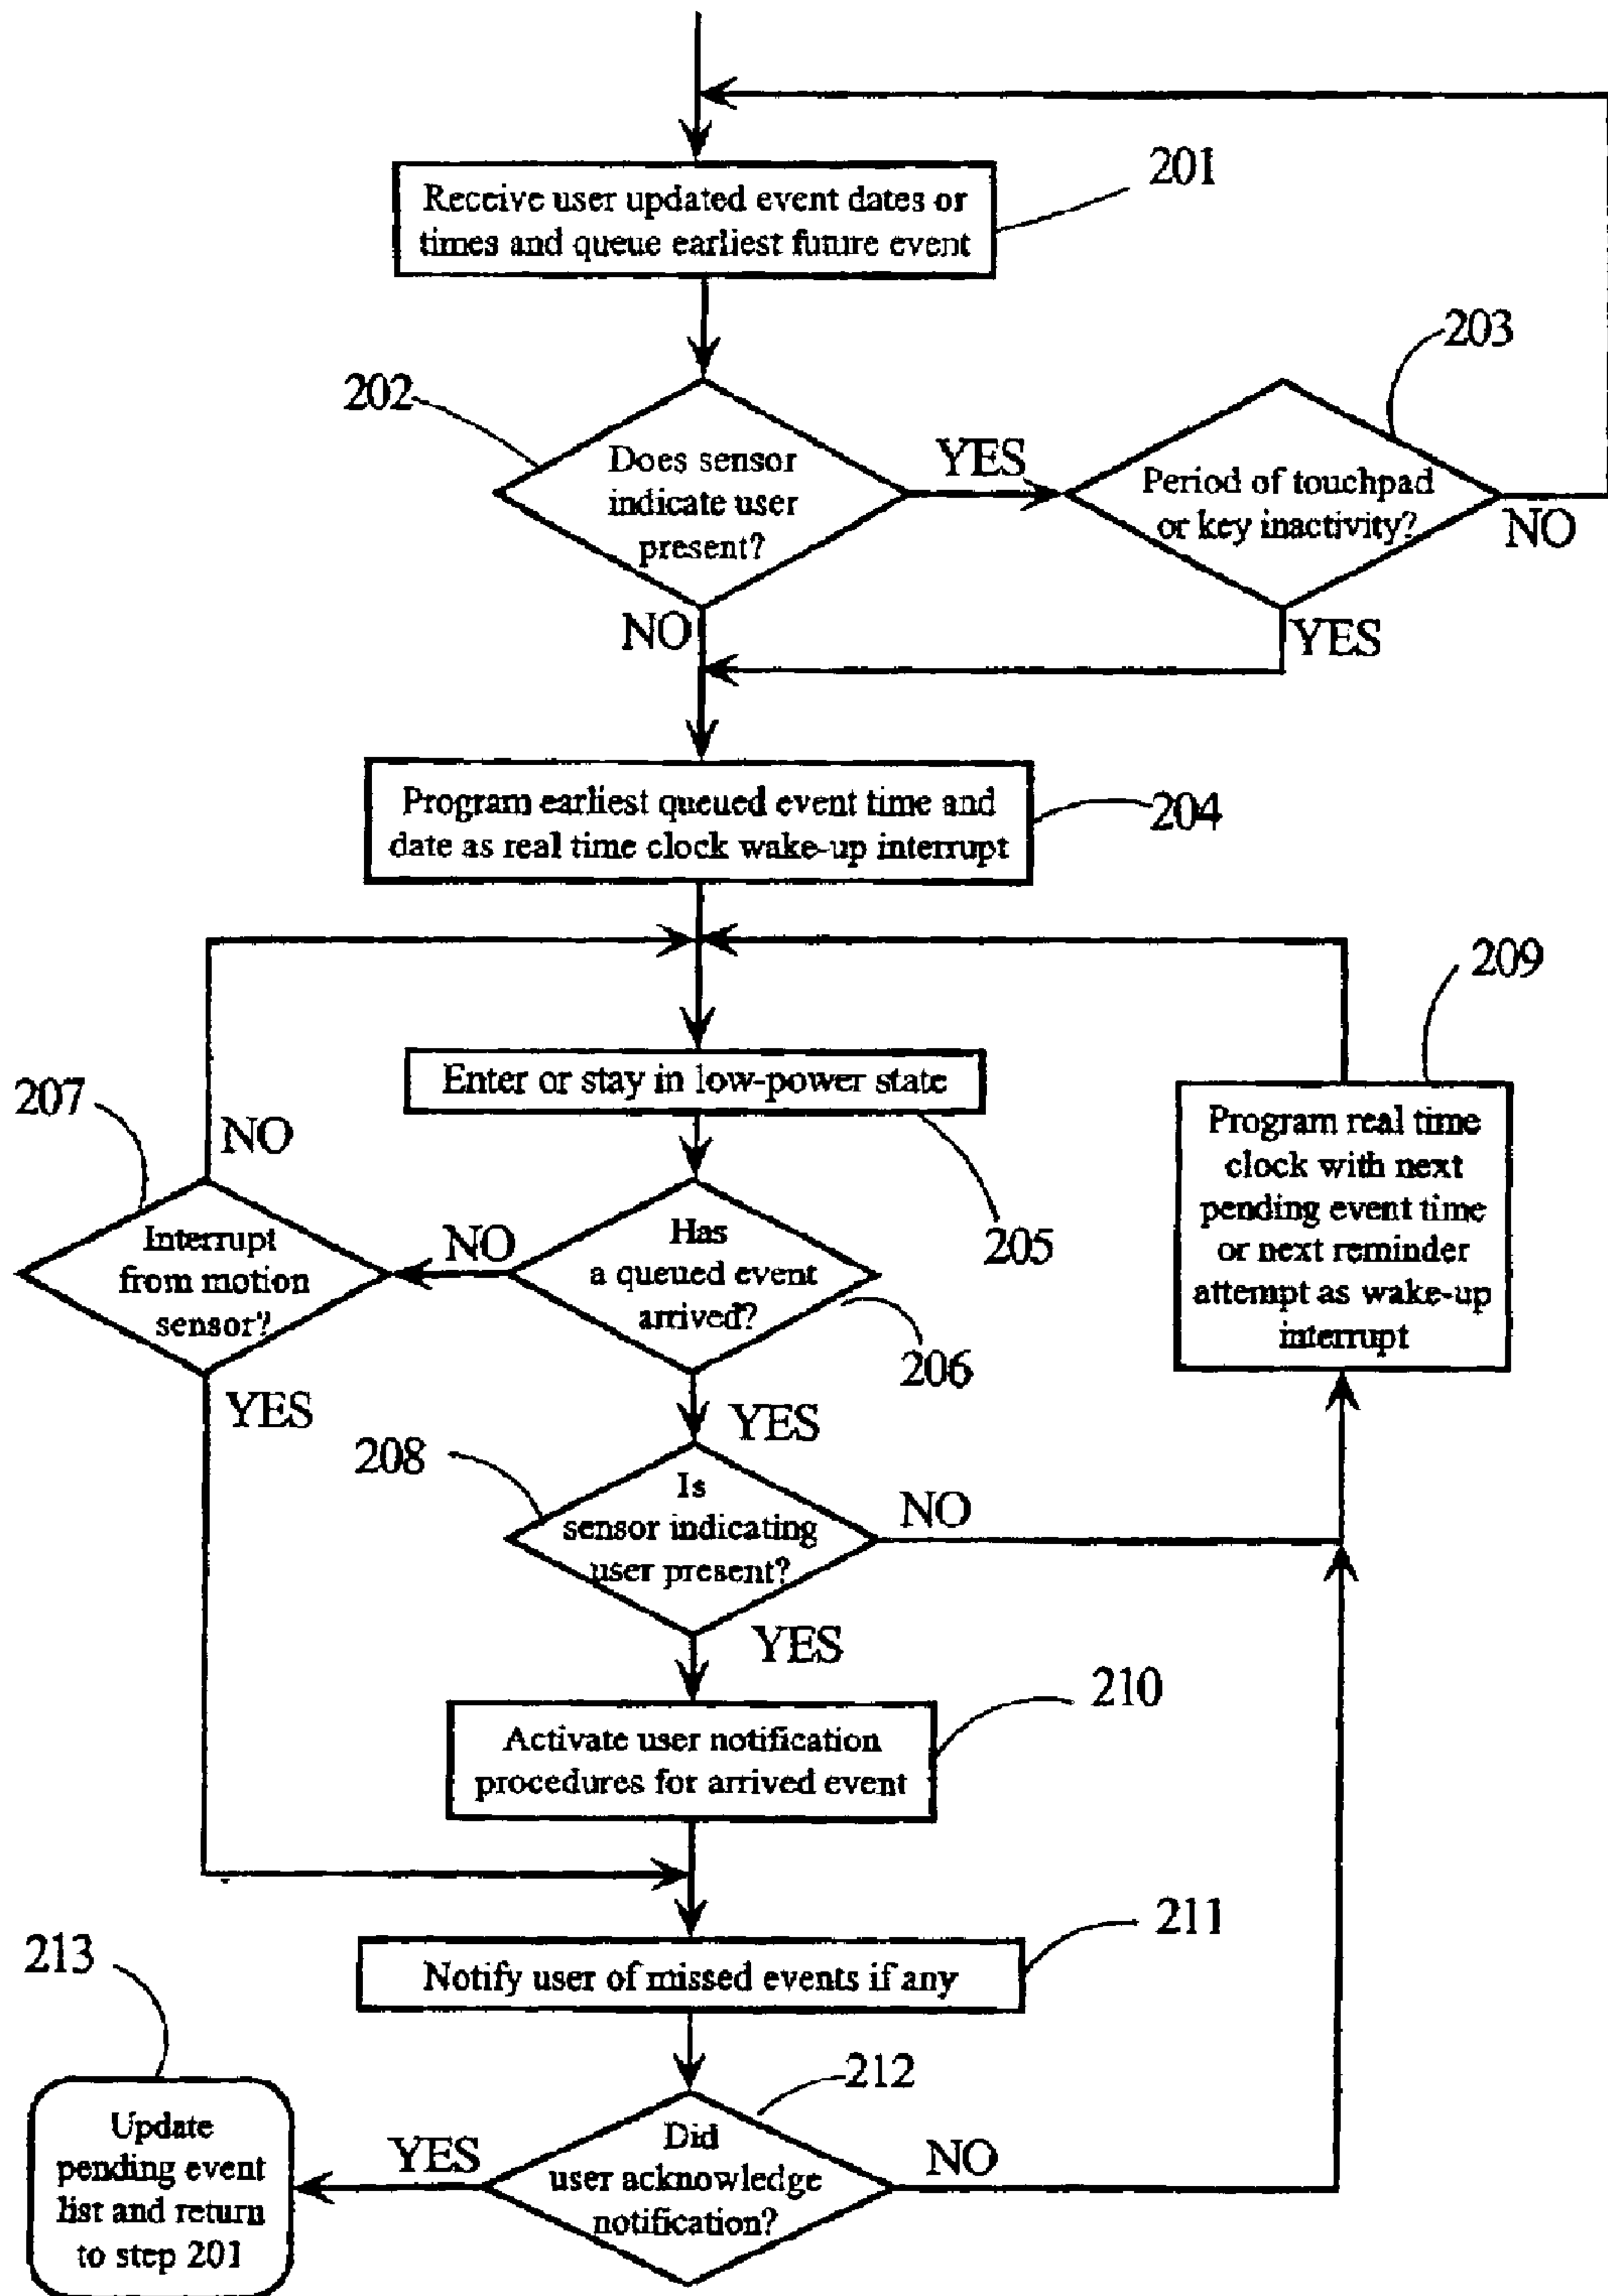 201
Receive user updated event dates or
times and queue earliest future event
203
202
Does sensor
indicate user
present?
YES
Period of touchpad
or key inactivity?
NO
NO
YES
Program earliest queued event time and
date as real time clock wake-up interrupt
204
209
Enter or stay in low-power state
207
NO
205
Program real time
clock with next
pending event time
or next reminder
attempt as wake-up
interrupt
Interrupt
from motion
sensor?
NO
Has
a queued event
arrived?
206
YES
YES
208
Is
sensor indicating
user present?
NO
YES
210
Activate user notification
procedures for arrived event
211
Notify user of missed events if any
213
212
Update
pending event
list and return
to step 201
YES
Did
user acknowledge
notification?
NO